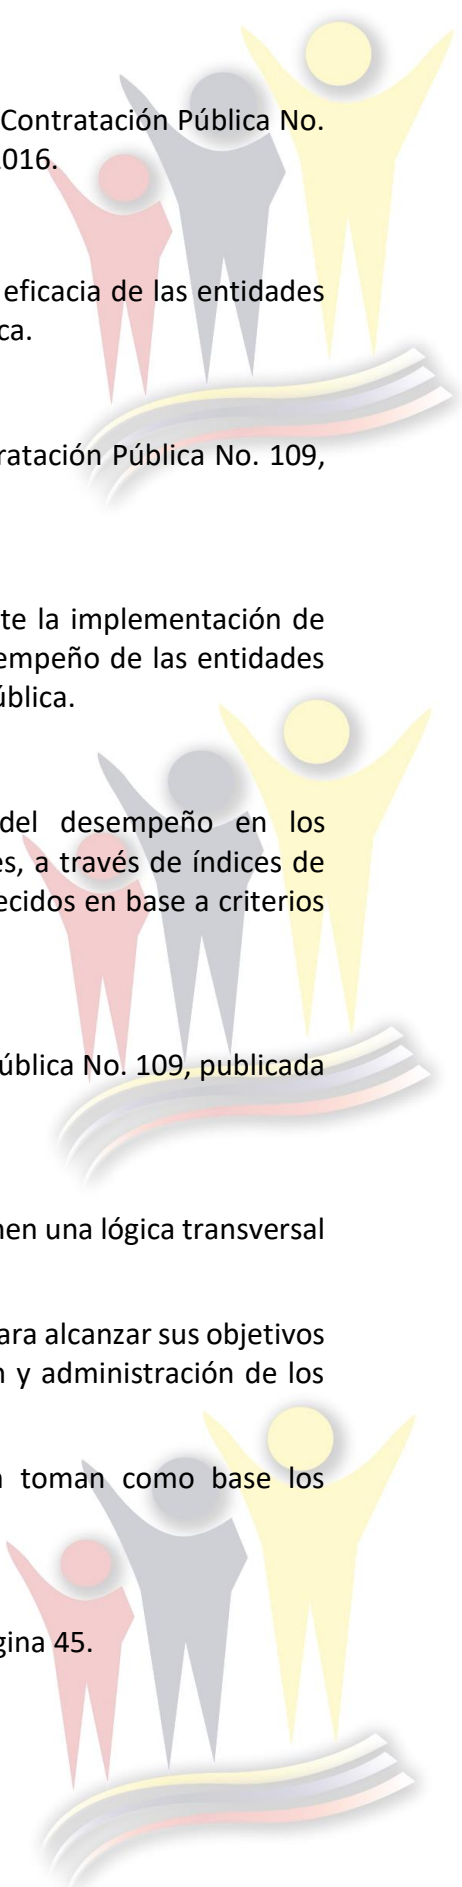 Contratación Pública No.
2016.
eficacia de las entidades
ca.
ratación Pública No. 109,
te la implementación de
empeño de las entidades
ública.
del desempeño en los
es, a través de índices de
ecidos en base a criterios
ública No. 109, publicada
nen una lógica transversal
ara alcanzar sus objetivos
n y administración de los
n toman como base los
gina 45.